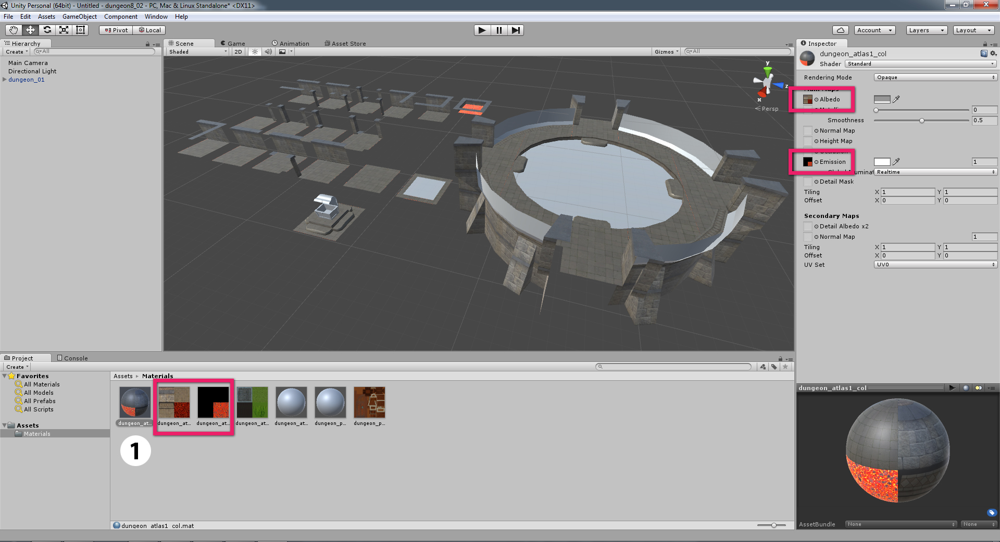 Unity Personal (64bit) - Untitled - dungeon8_02 - PC, Mac & Linux Standalone* <DX11>
File Edit Assets GameObject Component Window Help
Pivot Local Account Layers Layout
Hierarchy
Create All
Main Camera
Directional Light
dungeon_01
Scene Game Animation Asset Store
Shaded 2D Gizmos All
y
z
x
Persp
Inspector
dungeon_atlas1_col
Shader Standard
Rendering Mode Opaque
Main Maps
Albedo
0
Smoothness 0.5
Normal Map
Height Map
Occlusion
Emission 1
Realtime
Detail Mask
Tiling X 1 Y 1
Offset X 0 Y 0
Secondary Maps
Detail Albedo x2
Normal Map 1
Tiling X 1 Y 1
Offset X 0 Y 0
UV Set UV0
Project Console
Create
Favorites
All Materials
All Models
All Prefabs
All Scripts
Assets
Materials
Assets Materials
dungeon_at... dungeon_at... dungeon_at... dungeon_at... dungeon_at... dungeon_p... dungeon_p...
1
dungeon_atlas1_col.mat
dungeon_atlas1_col
AssetBundle None None